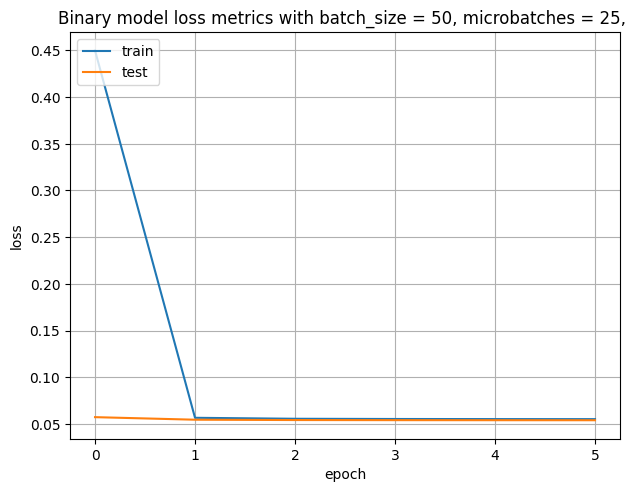 Binary model loss metrics with batch_size = 50, microbatches = 25,
train
test
0.45
0.40
0.35
0.30
0.25
0.20
0.15
0.10
0.05
loss
0 1 2 3 4 5
epoch